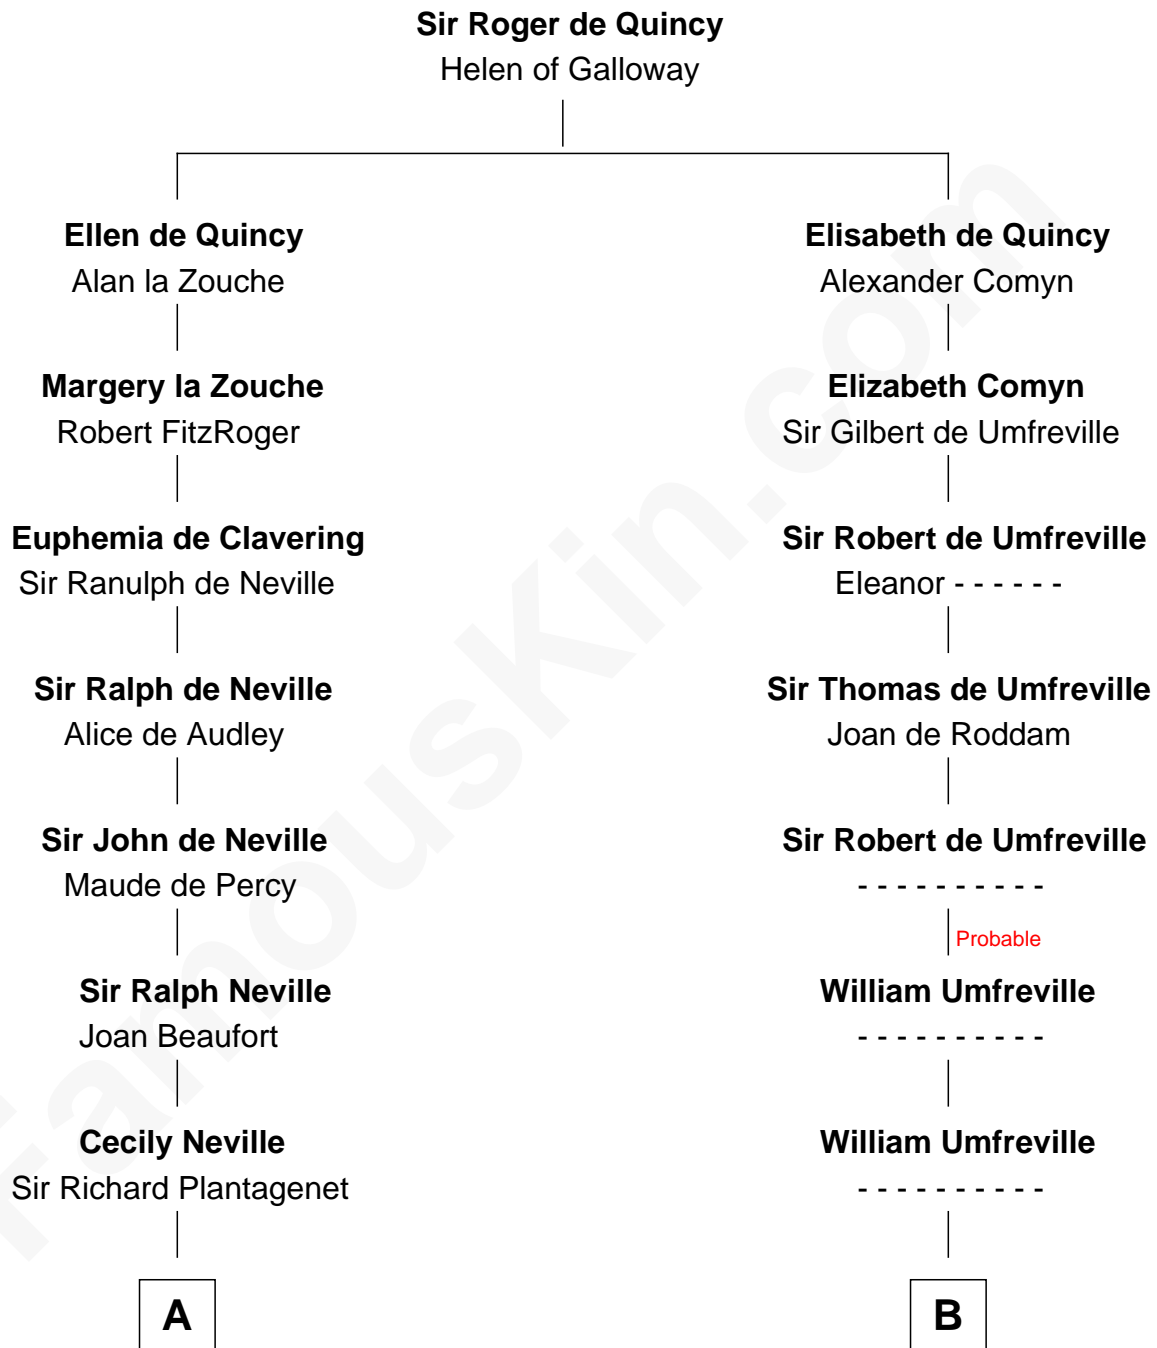 Sir Roger de Quincy
Helen of Galloway
Ellen de Quincy
Alan la Zouche
Elisabeth de Quincy
Alexander Comyn
Margery la Zouche
Robert FitzRoger
Elizabeth Comyn
Sir Gilbert de Umfreville
Euphemia de Clavering
Sir Ranulph de Neville
Sir Robert de Umfreville
Eleanor - - - - - -
Sir Ralph de Neville
Alice de Audley
Sir Thomas de Umfreville
Joan de Roddam
Sir John de Neville
Maude de Percy
Sir Robert de Umfreville
- - - - - - - - - -
Probable
Sir Ralph Neville
Joan Beaufort
William Umfreville
- - - - - - - - - -
Cecily Neville
Sir Richard Plantagenet
William Umfreville
- - - - - - - - - -
A
B
FamousKin.com